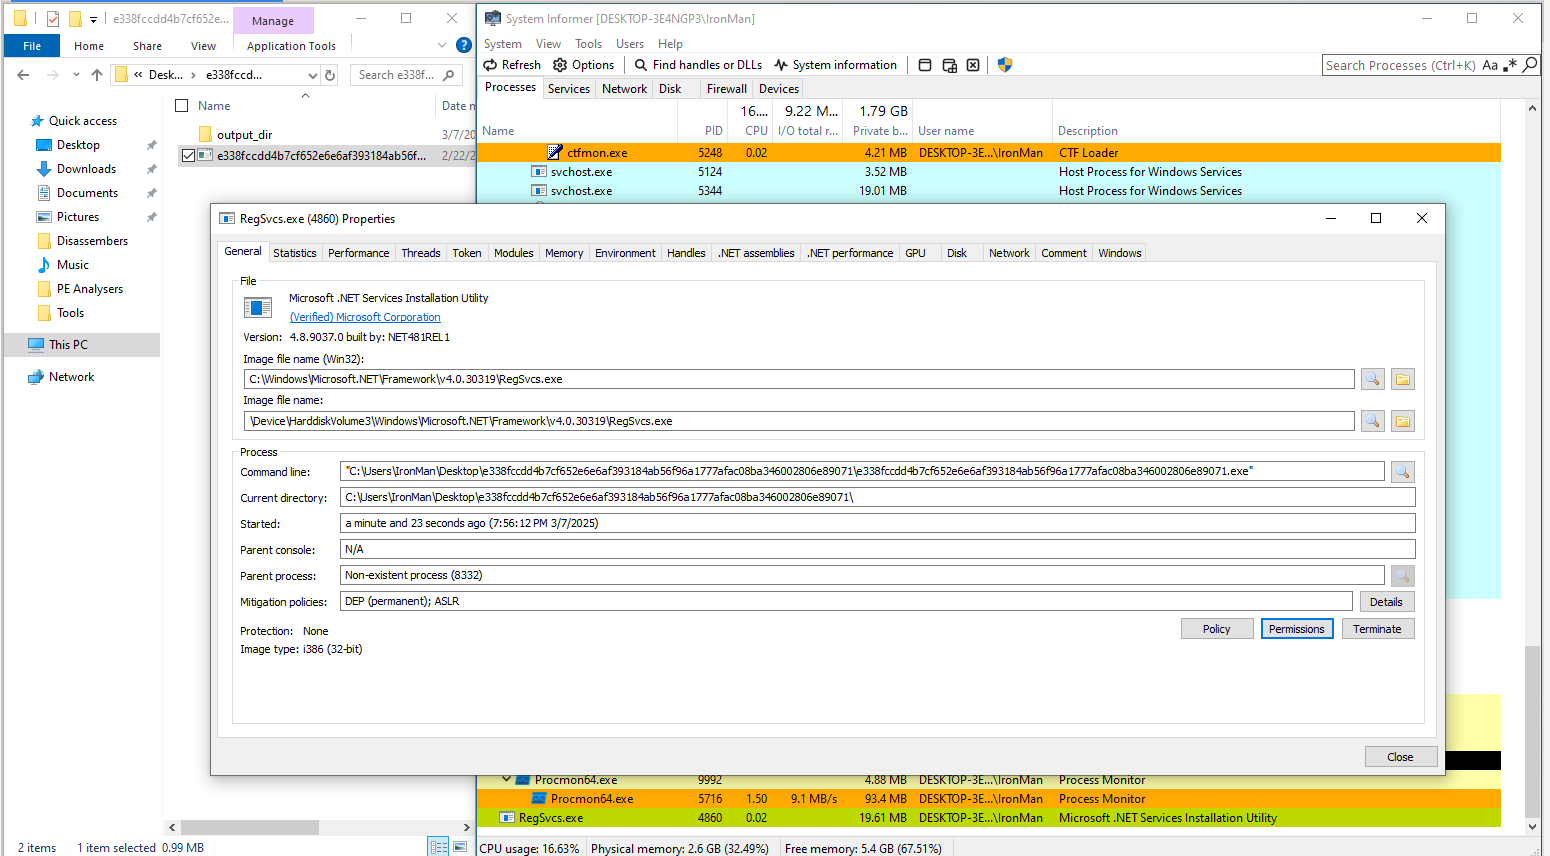 e338fccdd4b7cf652e...
Manage
File
Home
Share
View
Application Tools
« Desk... › e338fccd...
Search e338f...
Name
Date n
Quick access
Desktop
Downloads
Documents
Pictures
Disassembers
Music
PE Analysers
Tools
This PC
Network
output_dir
3/7/20
e338fccdd4b7cf652e6e6af393184ab56f...
2/22/2
2 items
1 item selected 0.99 MB
System Informer [DESKTOP-3E4NGP3\IronMan]
System View Tools Users Help
Refresh Options Find handles or DLLs System information
Search Processes (Ctrl+K) Aa .*
Processes Services Network Disk Firewall Devices
16.... 9.22 M... 1.79 GB
Name PID CPU I/O total r... Private b... User name Description
ctfmon.exe 5248 0.02 4.21 MB DESKTOP-3E...\IronMan CTF Loader
svchost.exe 5124 3.52 MB Host Process for Windows Services
svchost.exe 5344 19.01 MB Host Process for Windows Services
RegSvcs.exe (4860) Properties
General Statistics Performance Threads Token Modules Memory Environment Handles .NET assemblies .NET performance GPU Disk Network Comment Windows
File
Microsoft .NET Services Installation Utility
(Verified) Microsoft Corporation
Version: 4.8.9037.0 built by: NET481REL1
Image file name (Win32):
C:\Windows\Microsoft.NET\Framework\v4.0.30319\RegSvcs.exe
Image file name:
\Device\HarddiskVolume3\Windows\Microsoft.NET\Framework\v4.0.30319\RegSvcs.exe
Process
Command line: "C:\Users\IronMan\Desktop\e338fccdd4b7cf652e6e6af393184ab56f96a1777afac08ba346002806e89071\e338fccdd4b7cf652e6e6af393184ab56f96a1777afac08ba346002806e89071.exe"
Current directory: C:\Users\IronMan\Desktop\e338fccdd4b7cf652e6e6af393184ab56f96a1777afac08ba346002806e89071\
Started: a minute and 23 seconds ago (7:56:12 PM 3/7/2025)
Parent console: N/A
Parent process: Non-existent process (8332)
Mitigation policies: DEP (permanent); ASLR
Details
Protection: None
Policy Permissions Terminate
Image type: i386 (32-bit)
Close
Procmon64.exe 9992 4.88 MB DESKTOP-3E...\IronMan Process Monitor
Procmon64.exe 5716 1.50 9.1 MB/s 93.4 MB DESKTOP-3E...\IronMan Process Monitor
RegSvcs.exe 4860 0.02 19.61 MB DESKTOP-3E...\IronMan Microsoft .NET Services Installation Utility
CPU usage: 16.63% Physical memory: 2.6 GB (32.49%) Free memory: 5.4 GB (67.51%)